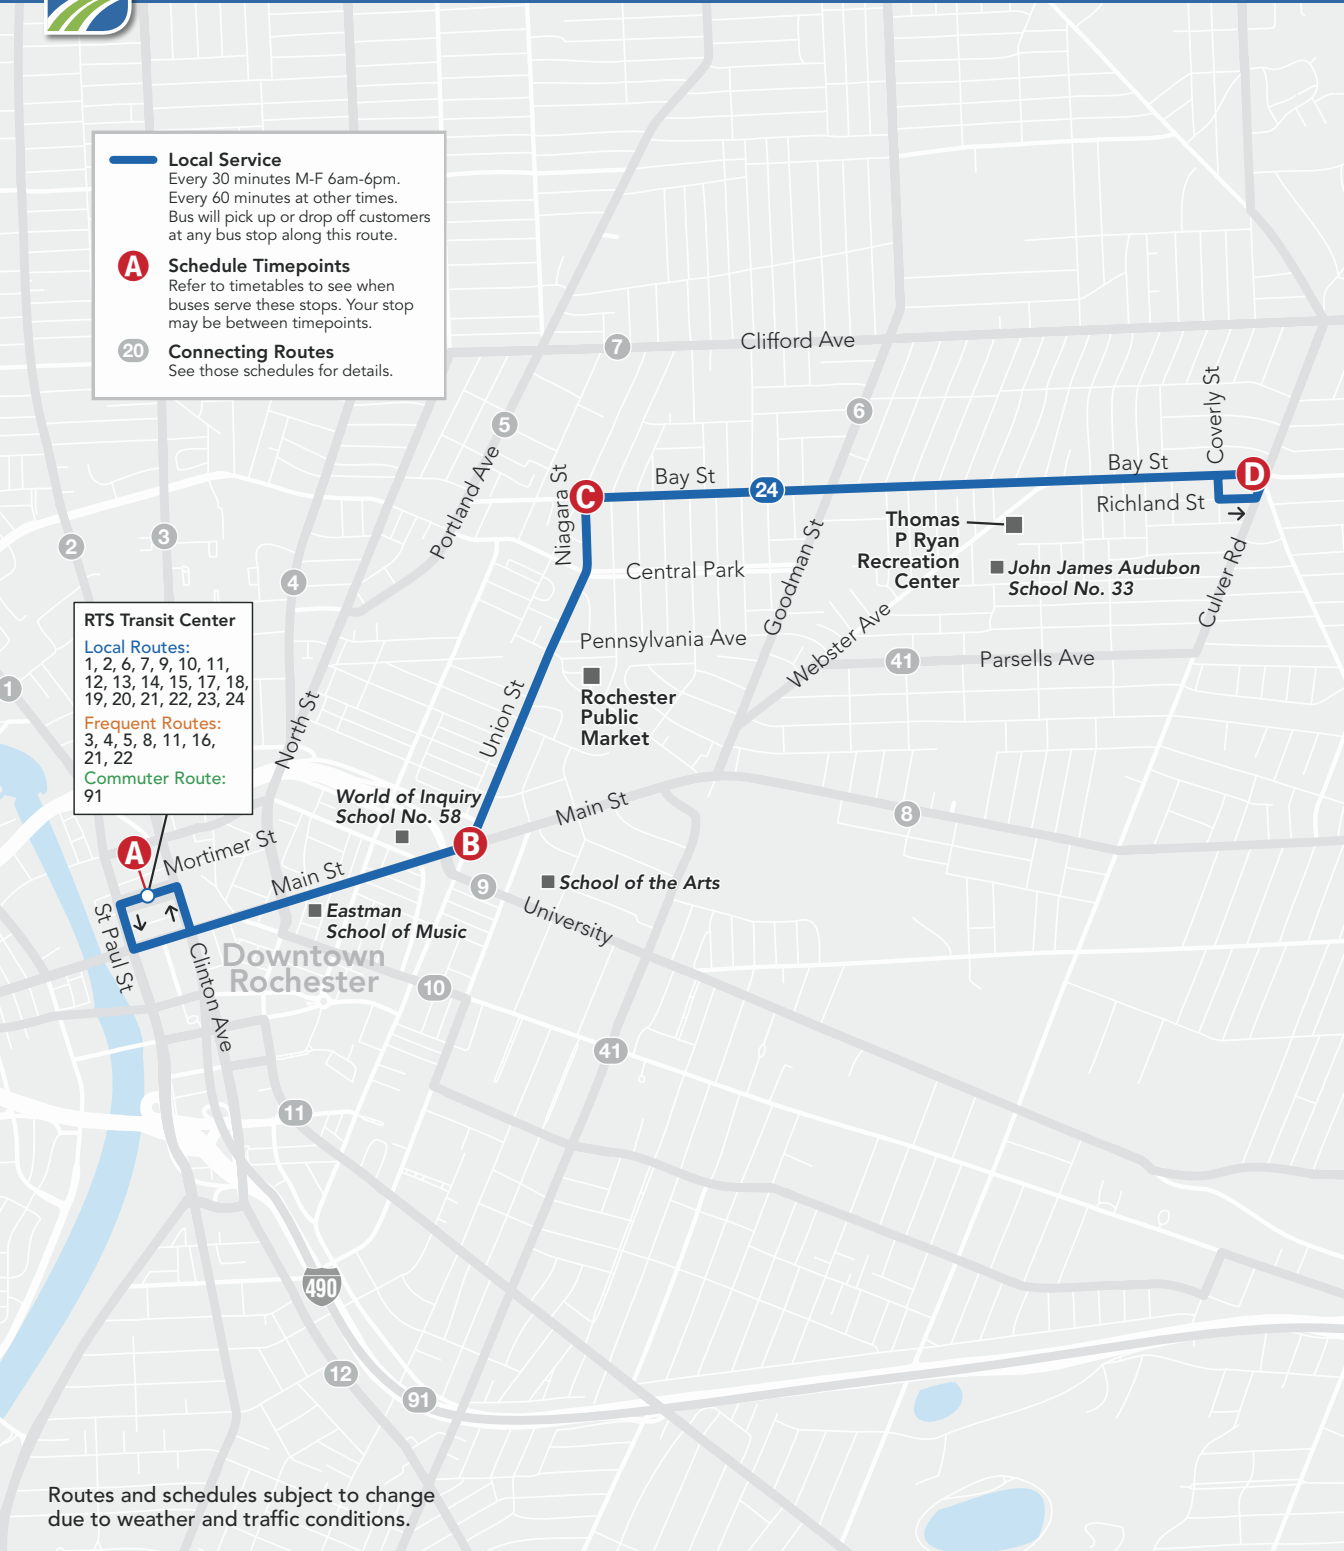 Local Service
Every 30 minutes M-F 6am-6pm.
Every 60 minutes at other times.
Bus will pick up or drop off customers
at any bus stop along this route.
A
Schedule Timepoints
Refer to timetables to see when
buses serve these stops. Your stop
may be between timepoints.
20
Connecting Routes
See those schedules for details.
7
Clifford Ave
5
6
Coverly St
Portland Ave
Niagara St
C
Bay St
24
Bay St
D
Richland St
Thomas
P Ryan
Recreation
Center
John James Audubon
School No. 33
Goodman St
Culver Rd
2
3
4
Central Park
Pennsylvania Ave
Webster Ave
41
Parsells Ave
RTS Transit Center
Local Routes:
1, 2, 6, 7, 9, 10, 11,
12, 13, 14, 15, 17, 18,
19, 20, 21, 22, 23, 24
Frequent Routes:
3, 4, 5, 8, 11, 16,
21, 22
Commuter Route:
91
1
North St
Union St
Rochester
Public
Market
World of Inquiry
School No. 58
Main St
8
A
Mortimer St
B
Main St
9
School of the Arts
University
Eastman
School of Music
St Paul St
Clinton Ave
Downtown
Rochester
10
41
11
490
12
91
Routes and schedules subject to change
due to weather and traffic conditions.